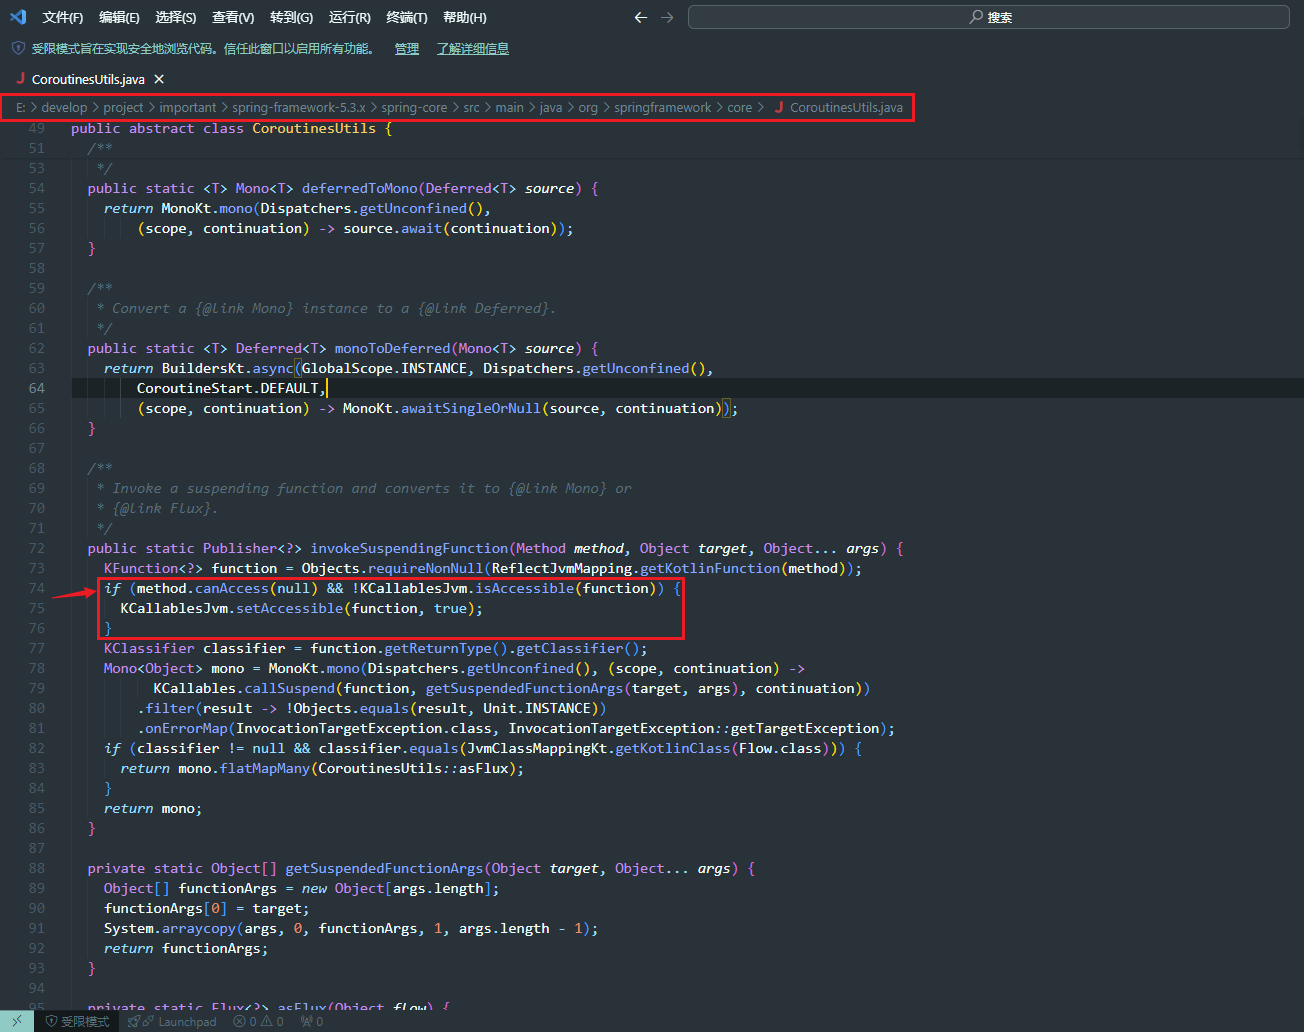 文件(F) 编辑(E) 选择(S) 查看(V) 转到(G) 运行(R) 终端(T) 帮助(H) 搜索
受限模式旨在实现安全地浏览代码。信任此窗口以启用所有功能。 管理 了解详细信息
J CoroutinesUtils.java ×
E: > develop > project > important > spring-framework-5.3.x > spring-core > src > main > java > org > springframework > core > J CoroutinesUtils.java
49 public abstract class CoroutinesUtils {
51 /**
53 */
54 public static <T> Mono<T> deferredToMono(Deferred<T> source) {
55 return MonoKt.mono(Dispatchers.getUnconfined(),
56 (scope, continuation) -> source.await(continuation));
57 }
58
59 /**
60 * Convert a {@link Mono} instance to a {@link Deferred}.
61 */
62 public static <T> Deferred<T> monoToDeferred(Mono<T> source) {
63 return BuildersKt.async(GlobalScope.INSTANCE, Dispatchers.getUnconfined(),
64 CoroutineStart.DEFAULT,
65 (scope, continuation) -> MonoKt.awaitSingleOrNull(source, continuation));
66 }
67
68 /**
69 * Invoke a suspending function and converts it to {@link Mono} or
70 * {@link Flux}.
71 */
72 public static Publisher<?> invokeSuspendingFunction(Method method, Object target, Object... args) {
73 KFunction<?> function = Objects.requireNonNull(ReflectJvmMapping.getKotlinFunction(method));
74 if (method.canAccess(null) && !KCallablesJvm.isAccessible(function)) {
75 KCallablesJvm.setAccessible(function, true);
76 }
77 KClassifier classifier = function.getReturnType().getClassifier();
78 Mono<Object> mono = MonoKt.mono(Dispatchers.getUnconfined(), (scope, continuation) ->
79 KCallables.callSuspend(function, getSuspendedFunctionArgs(target, args), continuation))
80 .filter(result -> !Objects.equals(result, Unit.INSTANCE))
81 .onErrorMap(InvocationTargetException.class, InvocationTargetException::getTargetException);
82 if (classifier != null && classifier.equals(JvmClassMappingKt.getKotlinClass(Flow.class))) {
83 return mono.flatMapMany(CoroutinesUtils::asFlux);
84 }
85 return mono;
86 }
87
88 private static Object[] getSuspendedFunctionArgs(Object target, Object... args) {
89 Object[] functionArgs = new Object[args.length];
90 functionArgs[0] = target;
91 System.arraycopy(args, 0, functionArgs, 1, args.length - 1);
92 return functionArgs;
93 }
94
95 private static Flux<?> asFlux(Object flow) {
受限模式 Launchpad 0 0 0